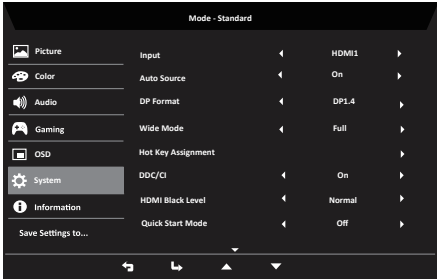 Mode - Standard
Picture
Color
Audio
Gaming
OSD
System
Information
Save Settings to...
Input HDMI1
Auto Source On
DP Format DP1.4
Wide Mode Full
Hot Key Assignment
DDC/CI On
HDMI Black Level Normal
Quick Start Mode Off